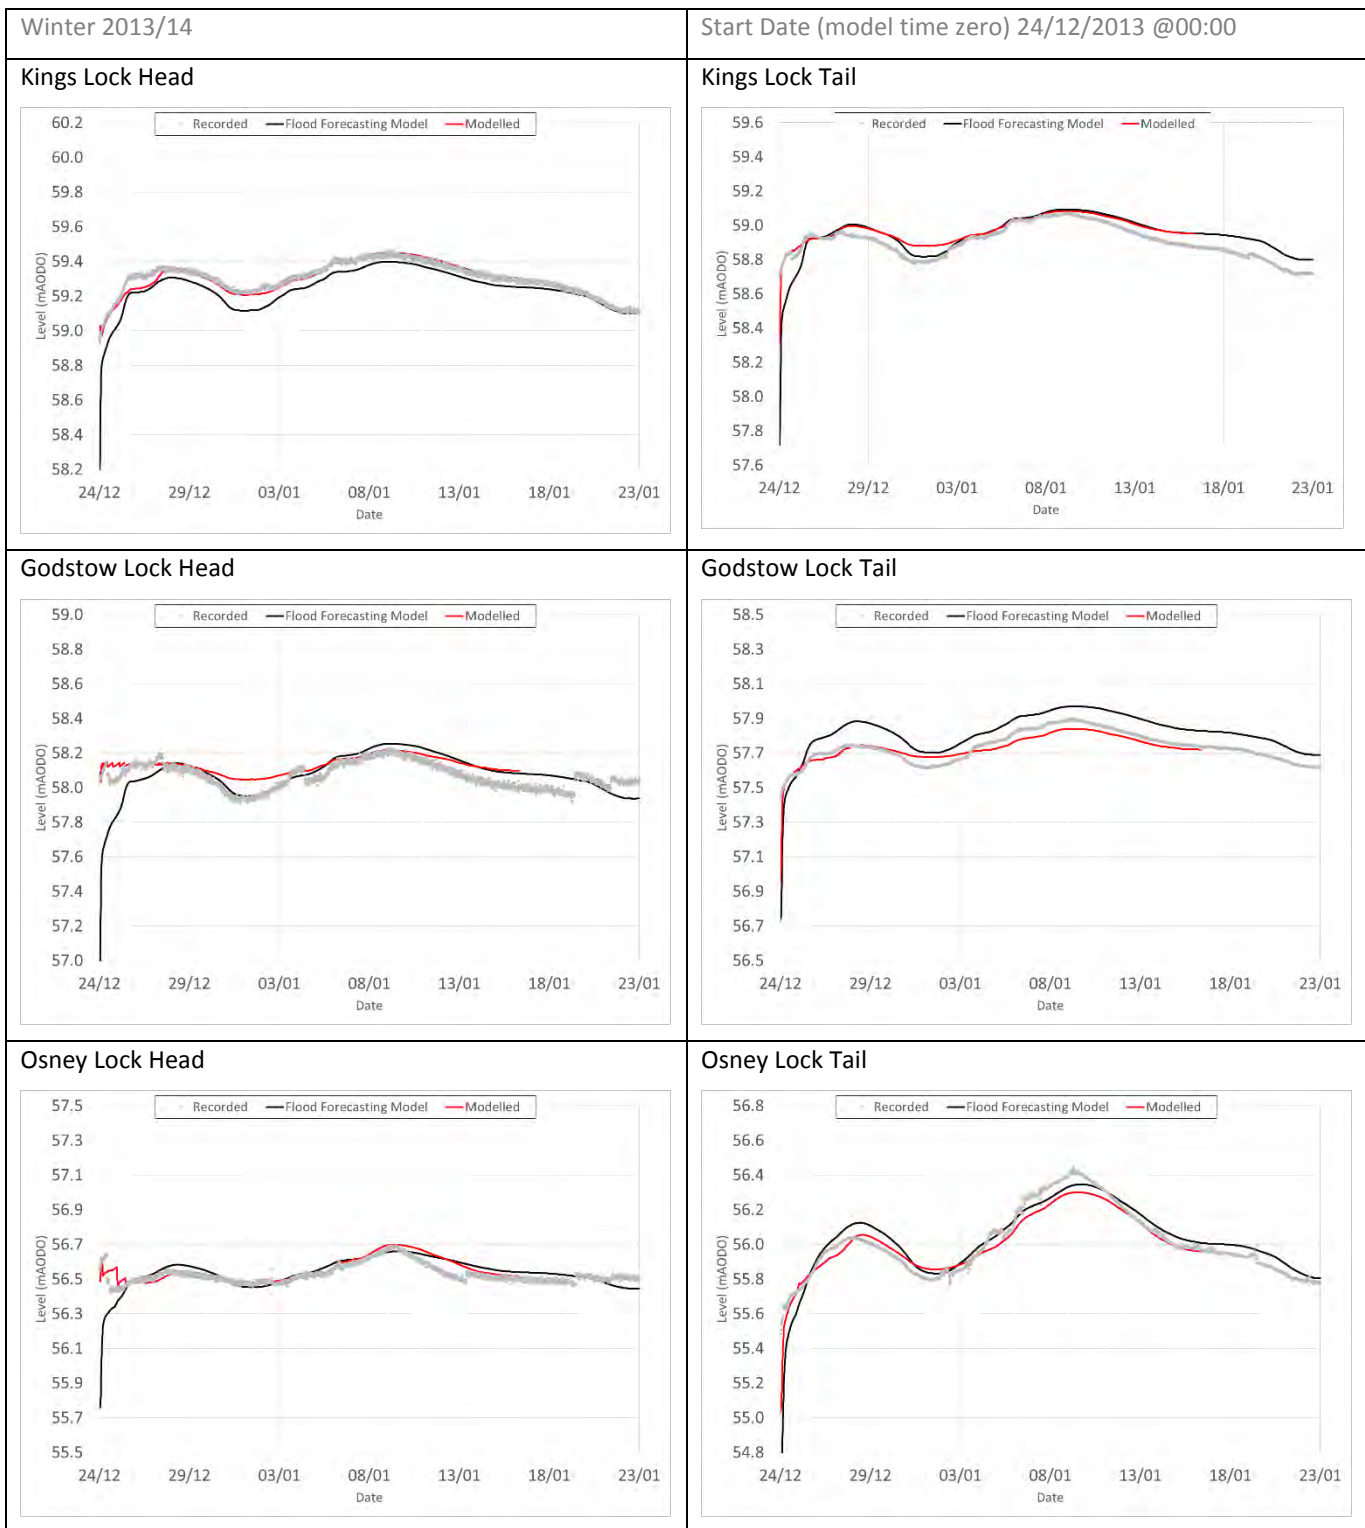 Winter 2013/14
Start Date (model time zero) 24/12/2013 @00:00
Kings Lock Head
Recorded Flood Forecasting Model Modelled
60.2
60.0
59.8
59.6
59.4
59.2
59.0
58.8
58.6
58.4
58.2
Level (mAODO)
24/12 29/12 03/01 08/01 13/01 18/01 23/01
Date
Kings Lock Tail
Recorded Flood Forecasting Model Modelled
59.6
59.4
59.2
59.0
58.8
58.6
58.4
58.2
58.0
57.8
57.6
Level (mAODO)
24/12 29/12 03/01 08/01 13/01 18/01 23/01
Date
Godstow Lock Head
Recorded Flood Forecasting Model Modelled
59.0
58.8
58.6
58.4
58.2
58.0
57.8
57.6
57.4
57.2
57.0
Level (mAODO)
24/12 29/12 03/01 08/01 13/01 18/01 23/01
Date
Godstow Lock Tail
Recorded Flood Forecasting Model Modelled
58.5
58.3
58.1
57.9
57.7
57.5
57.3
57.1
56.9
56.7
56.5
Level (mAODO)
24/12 29/12 03/01 08/01 13/01 18/01 23/01
Date
Osney Lock Head
Recorded Flood Forecasting Model Modelled
57.5
57.3
57.1
56.9
56.7
56.5
56.3
56.1
55.9
55.7
55.5
Level (mAODO)
24/12 29/12 03/01 08/01 13/01 18/01 23/01
Date
Osney Lock Tail
Recorded Flood Forecasting Model Modelled
56.8
56.6
56.4
56.2
56.0
55.8
55.6
55.4
55.2
55.0
54.8
Level (mAODO)
24/12 29/12 03/01 08/01 13/01 18/01 23/01
Date